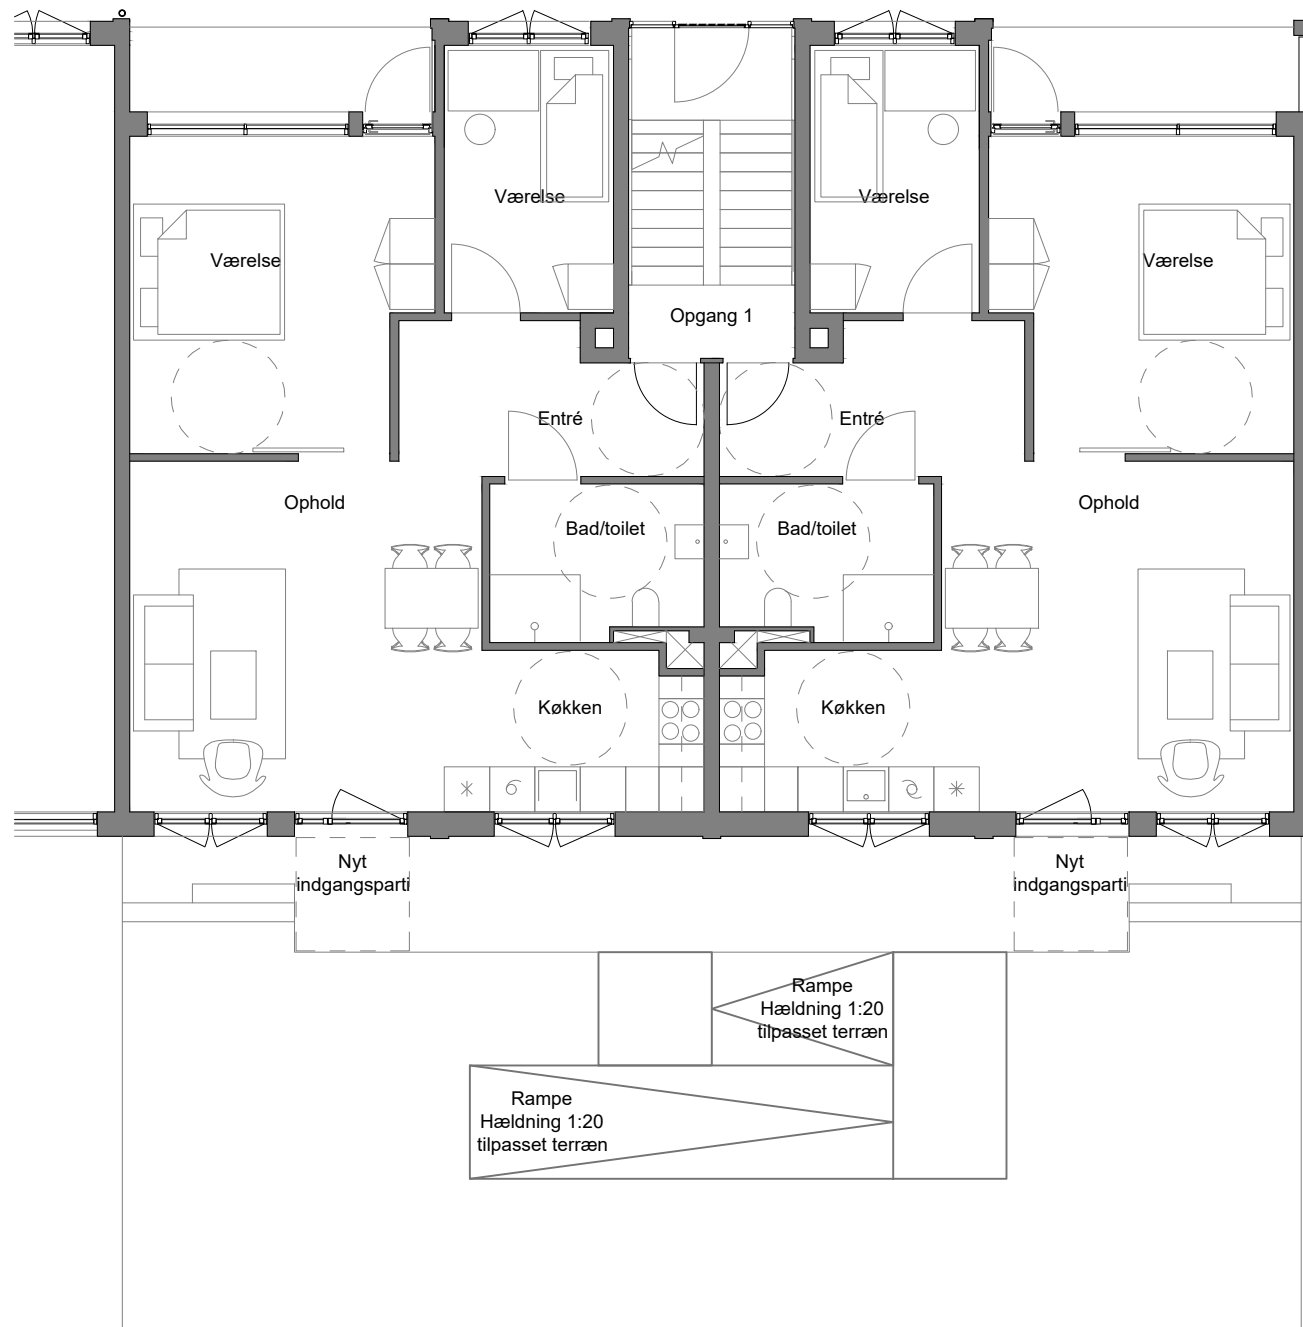 Værelse
Værelse
Værelse
Værelse
Opgang 1
Entré
Entré
Ophold
Ophold
Bad/toilet
Bad/toilet
Køkken
Køkken
Nyt
indgangsparti
Nyt
indgangsparti
Rampe
Hældning 1:20
tilpasset terræn
Rampe
Hældning 1:20
tilpasset terræn